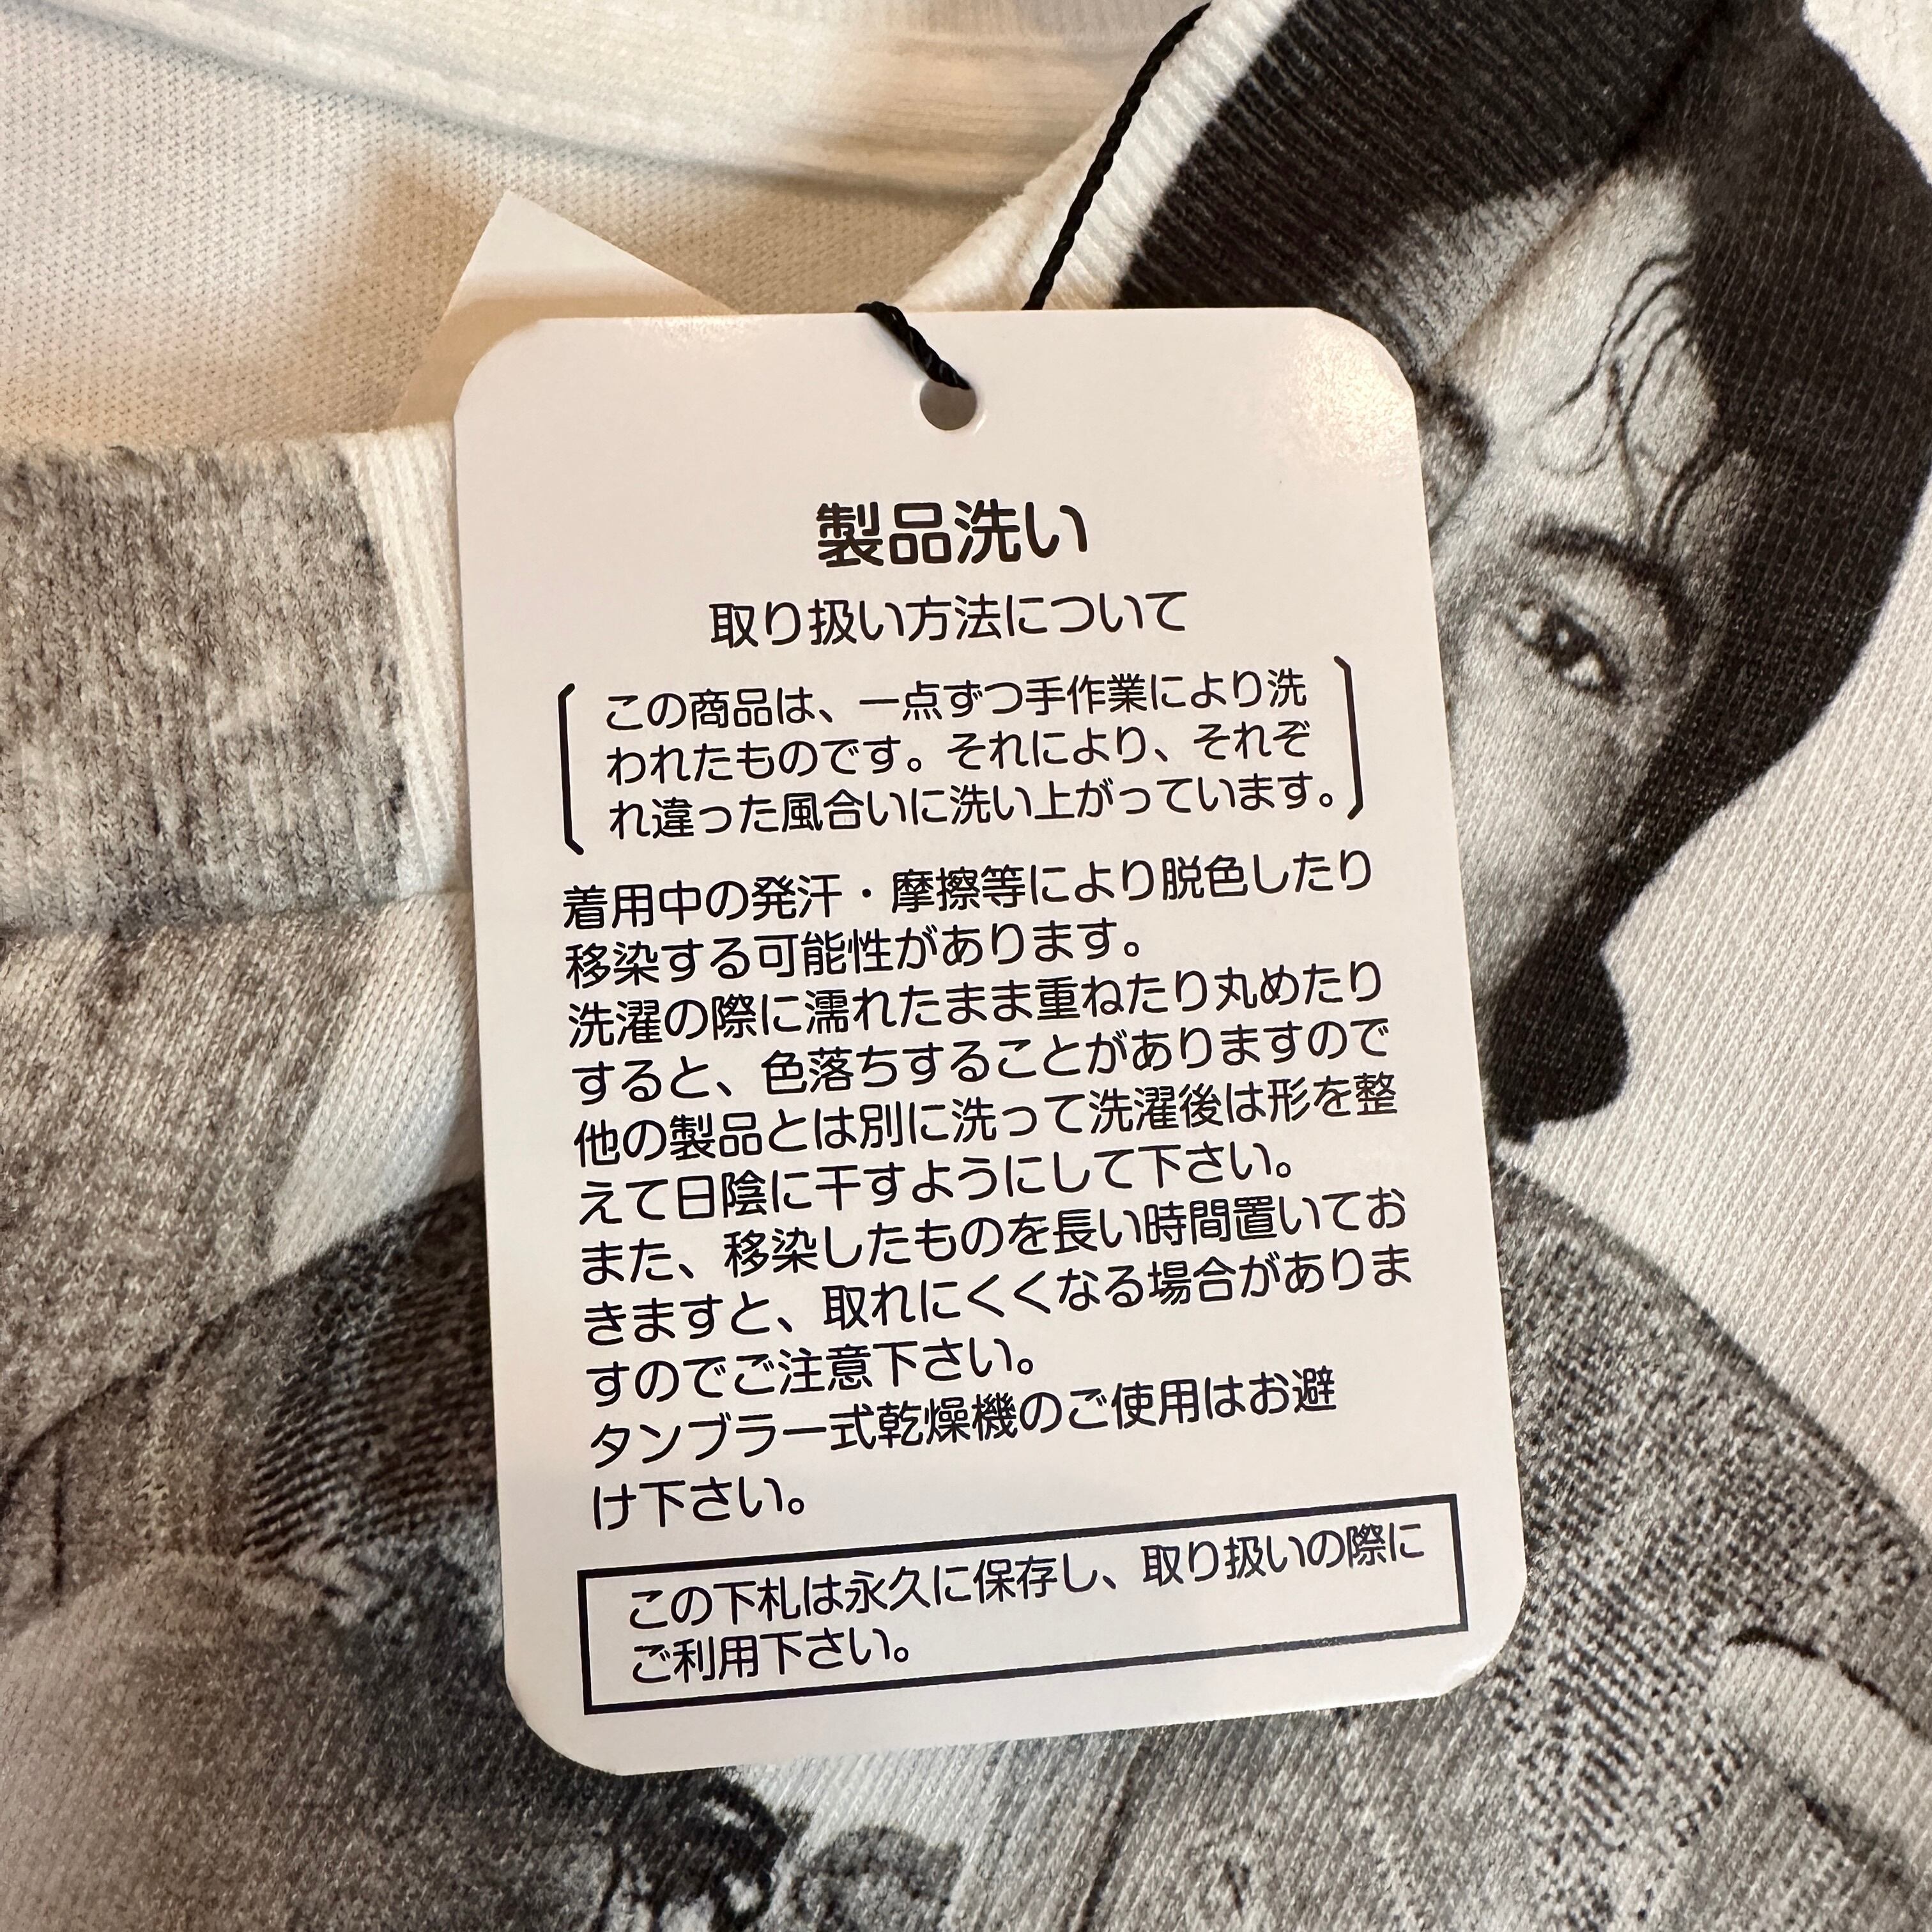 製品洗い
取り扱い方法について
この商品は、一点ずつ手作業により洗
われたものです。それにより、それぞ
れ違った風合いに洗い上がっています。
着用中の発汗・摩擦等により脱色したり
移染する可能性があります。
洗濯の際に濡れたまま重ねたり丸めたり
すると、色落ちすることがありますので
他の製品とは別に洗って洗濯後は形を整
えて日陰に干すようにして下さい。
また、移染したものを長い時間置いてお
きますと、取れにくくなる場合がありま
すのでご注意下さい。
タンブラー式乾燥機のご使用はお避
け下さい。
この下札は永久に保存し、取り扱いの際に
ご利用下さい。